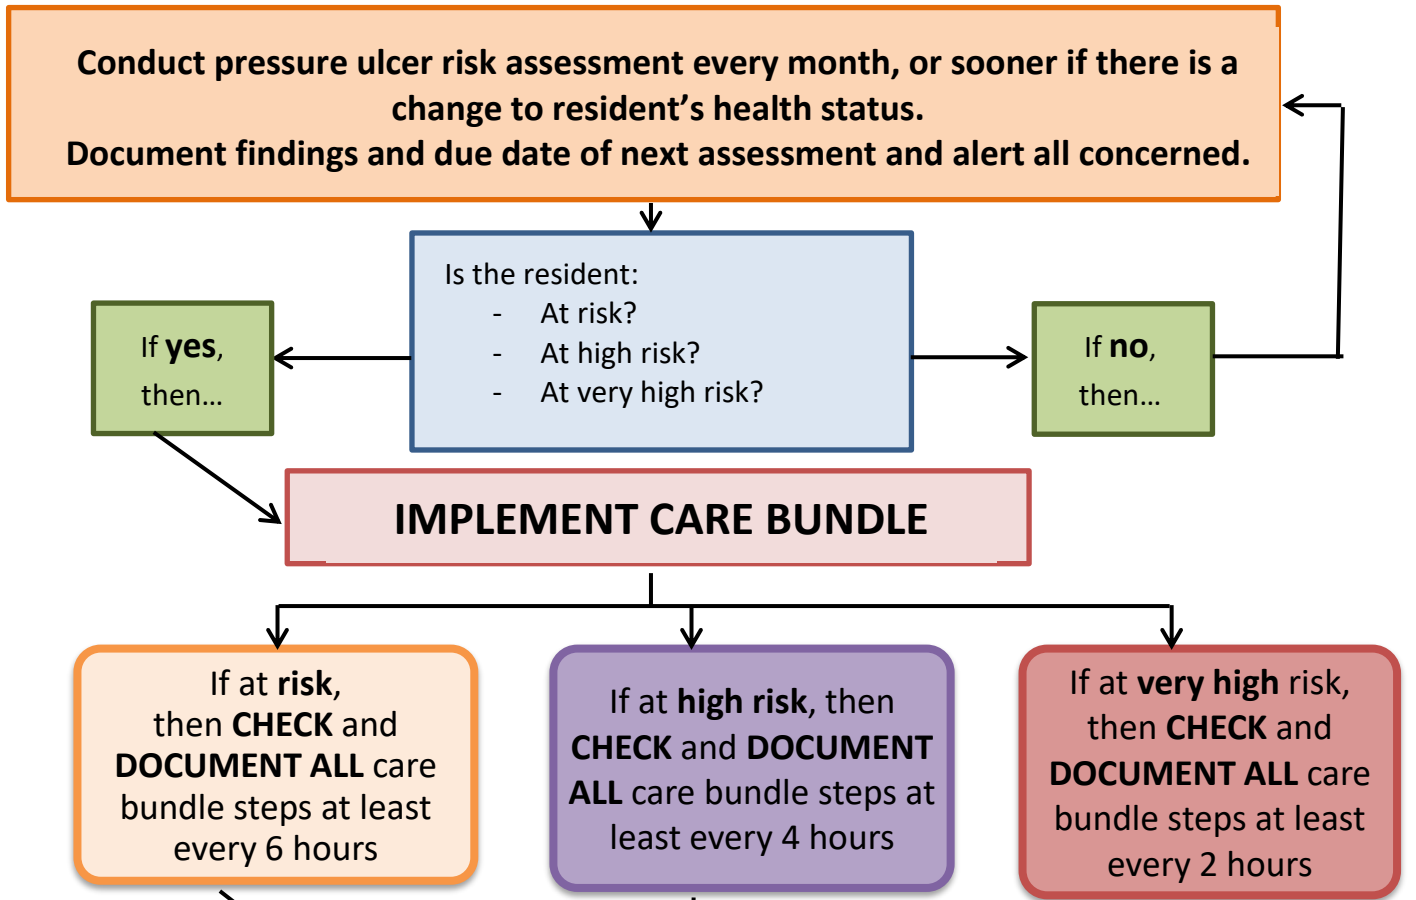 Conduct pressure ulcer risk assessment every month, or sooner if there is a
change to resident’s health status.
Document findings and due date of next assessment and alert all concerned.
Is the resident:
- At risk?
- At high risk?
- At very high risk?
If yes,
then…
If no,
then…
IMPLEMENT CARE BUNDLE
If at risk,
then CHECK and
DOCUMENT ALL care
bundle steps at least
every 6 hours
If at high risk, then
CHECK and DOCUMENT
ALL care bundle steps at
least every 4 hours
If at very high risk,
then CHECK and
DOCUMENT ALL care
bundle steps at least
every 2 hours